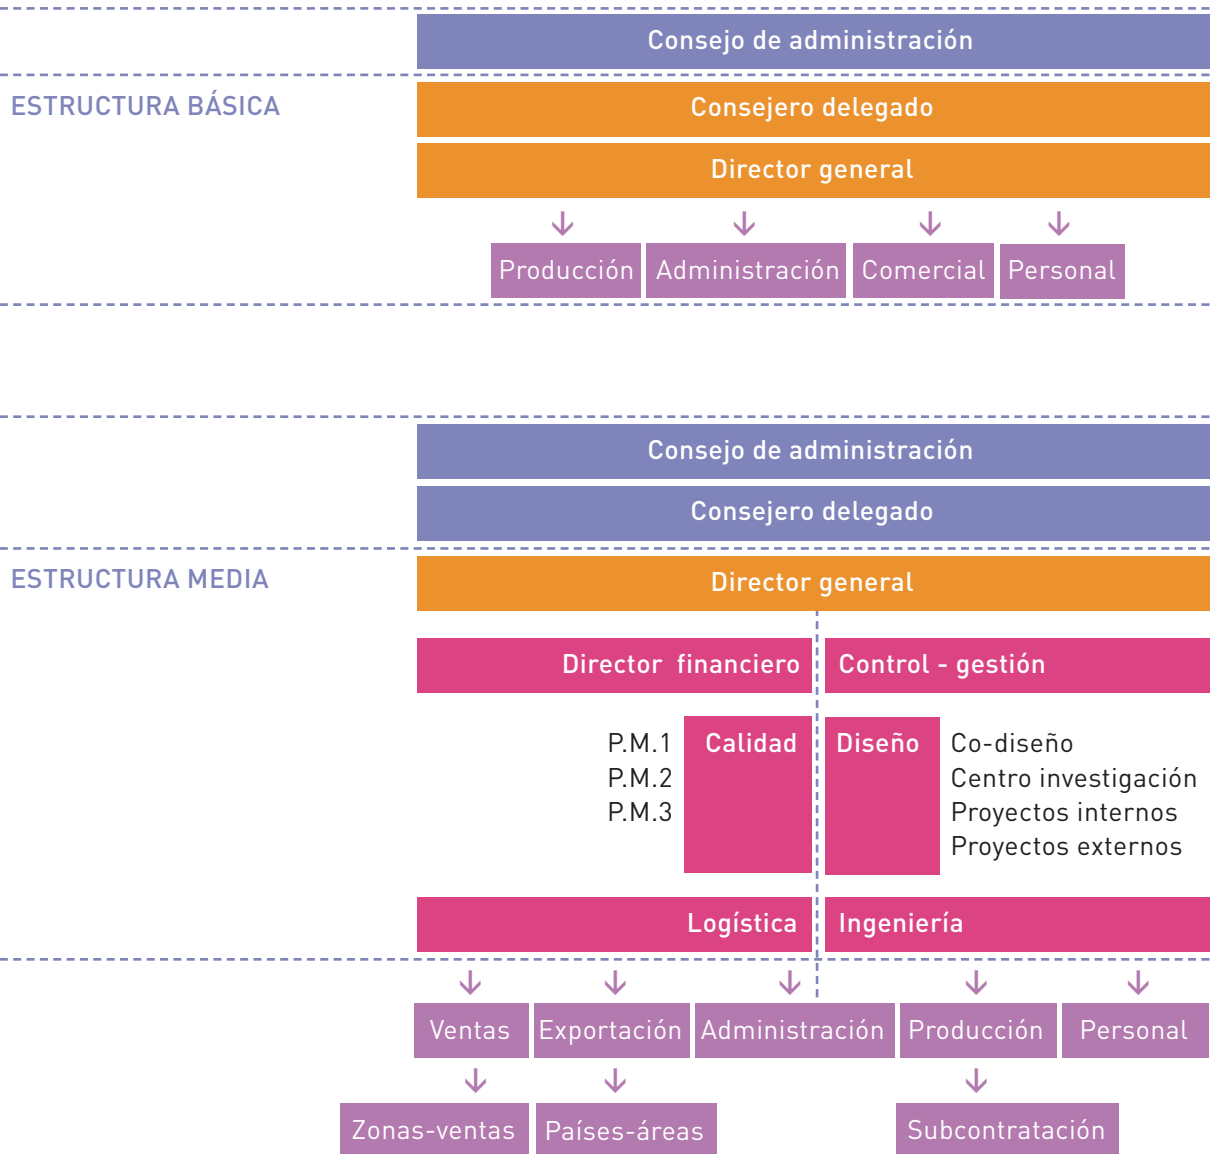 Consejo de administración
ESTRUCTURA BÁSICA
Consejero delegado
Director general
Producción
Administración
Comercial
Personal
Consejo de administración
Consejero delegado
ESTRUCTURA MEDIA
Director general
Director financiero
Control - gestión
P.M.1
P.M.2
P.M.3
Calidad
Diseño
Co-diseño
Centro investigación
Proyectos internos
Proyectos externos
Logística
Ingeniería
Ventas
Exportación
Administración
Producción
Personal
Zonas-ventas
Países-áreas
Subcontratación